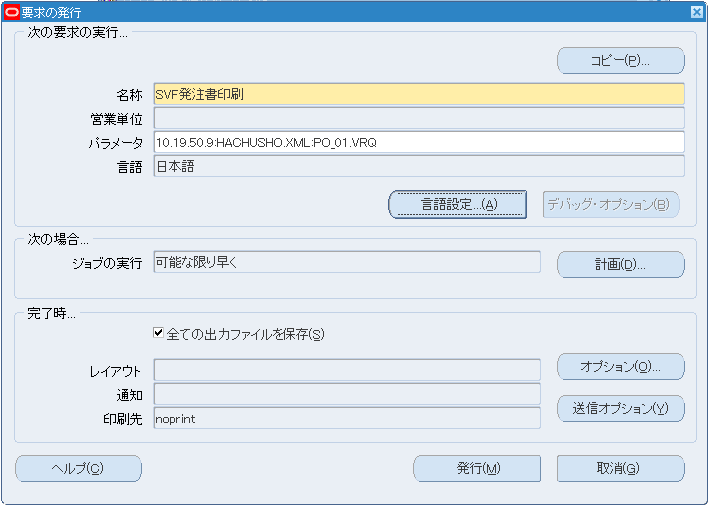 要求の発行
次の要求の実行...
コピー(P)...
名称 SVF発注書印刷
営業単位
パラメータ 10.19.50.9:HACHUSHO.XML:PO_01.VRQ
言語 日本語
言語設定...(A) デバッグ・オプション(B)
次の場合...
ジョブの実行 可能な限り早く 計画(D)...
完了時...
全ての出力ファイルを保存(S)
レイアウト オプション(O)...
通知
送信オプション(Y)
印刷先 noprint
ヘルプ(C) 発行(M) 取消(G)